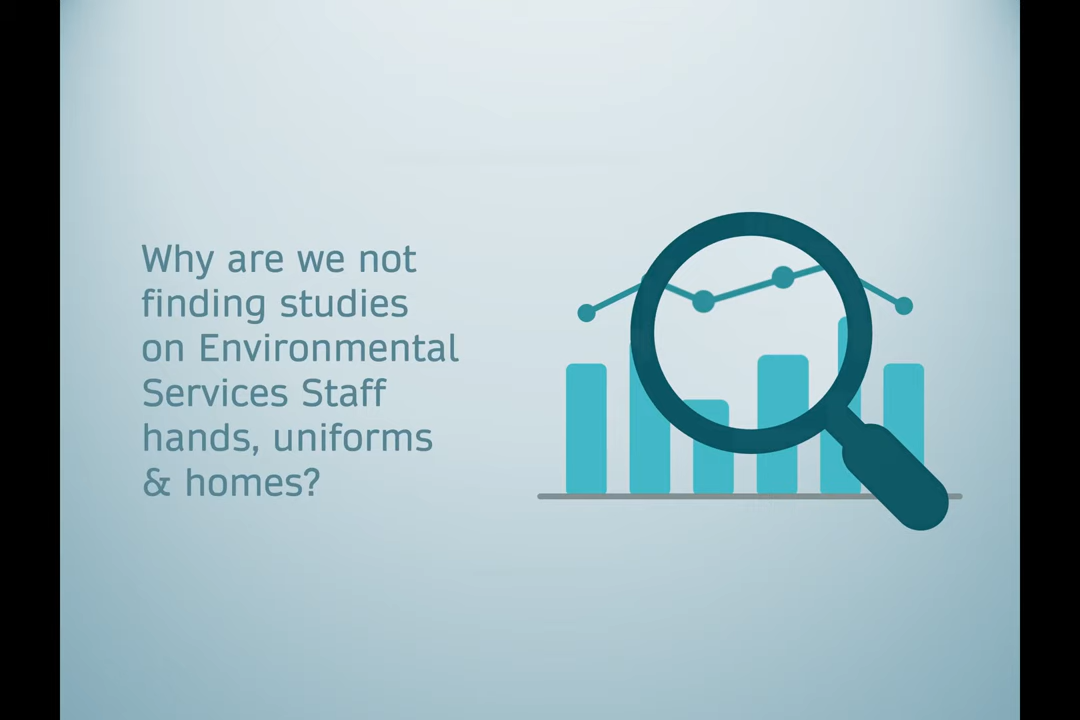 Why are we not
finding studies
on Environmental
Services Staff
hands, uniforms
& homes?